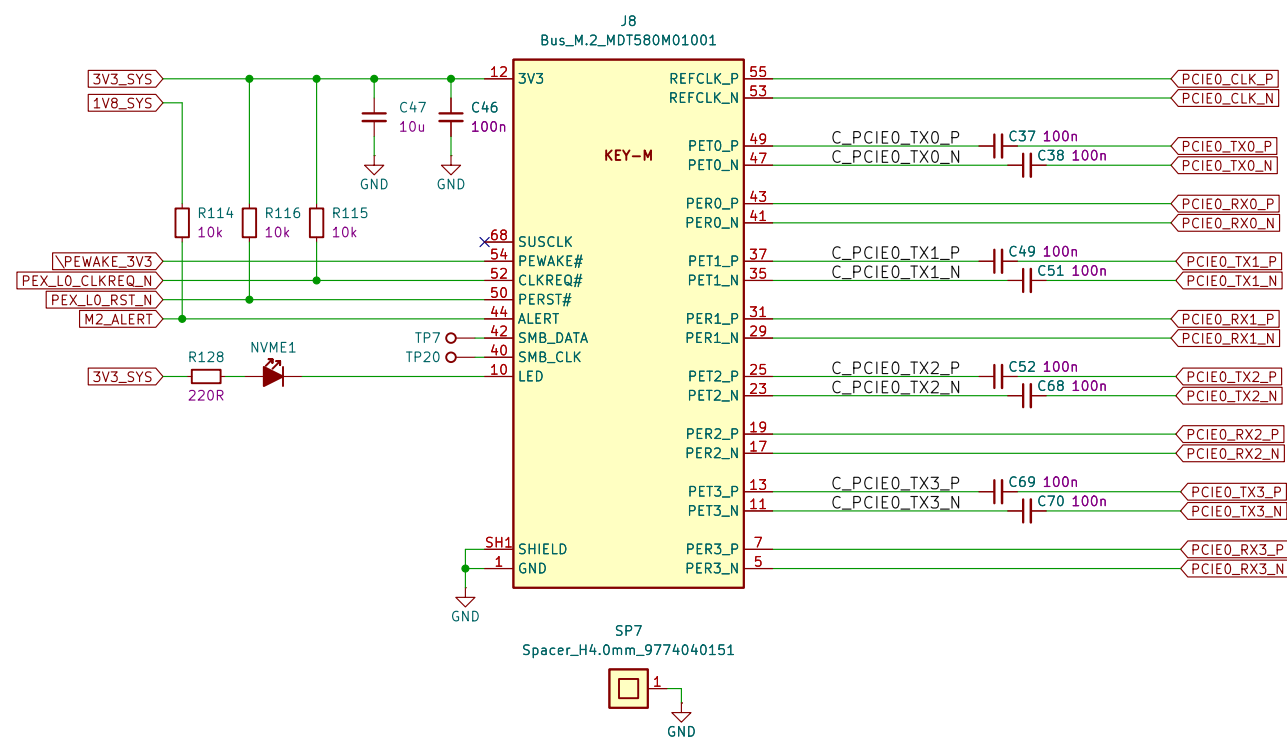 J8
Bus_M.2_MDT580M01001
3V3_SYS
12
3V3
REFCLK_P
55
PCIE0_CLK_P
1V8_SYS
REFCLK_N
53
PCIE0_CLK_N
C47
10u
C46
100n
GND
GND
KEY-M
PET0_P
49
C_PCIE0_TX0_P
C37 100n
PCIE0_TX0_P
PET0_N
47
C_PCIE0_TX0_N
C38 100n
PCIE0_TX0_N
PER0_P
43
PCIE0_RX0_P
PER0_N
41
PCIE0_RX0_N
R114
10k
R116
10k
R115
10k
68
SUSCLK
\PEWAKE_3V3
54
PEWAKE#
PET1_P
37
C_PCIE0_TX1_P
C49 100n
PCIE0_TX1_P
PEX_L0_CLKREQ_N
52
CLKREQ#
PET1_N
35
C_PCIE0_TX1_N
C51 100n
PCIE0_TX1_N
PEX_L0_RST_N
50
PERST#
M2_ALERT
44
ALERT
PER1_P
31
PCIE0_RX1_P
TP7
42
SMB_DATA
PER1_N
29
PCIE0_RX1_N
TP20
40
SMB_CLK
3V3_SYS
R128
220R
NVME1
10
LED
PET2_P
25
C_PCIE0_TX2_P
C52 100n
PCIE0_TX2_P
PET2_N
23
C_PCIE0_TX2_N
C68 100n
PCIE0_TX2_N
PER2_P
19
PCIE0_RX2_P
PER2_N
17
PCIE0_RX2_N
PET3_P
13
C_PCIE0_TX3_P
C69 100n
PCIE0_TX3_P
PET3_N
11
C_PCIE0_TX3_N
C70 100n
PCIE0_TX3_N
SH1
SHIELD
PER3_P
7
PCIE0_RX3_P
1
GND
PER3_N
5
PCIE0_RX3_N
GND
SP7
Spacer_H4.0mm_9774040151
1
GND